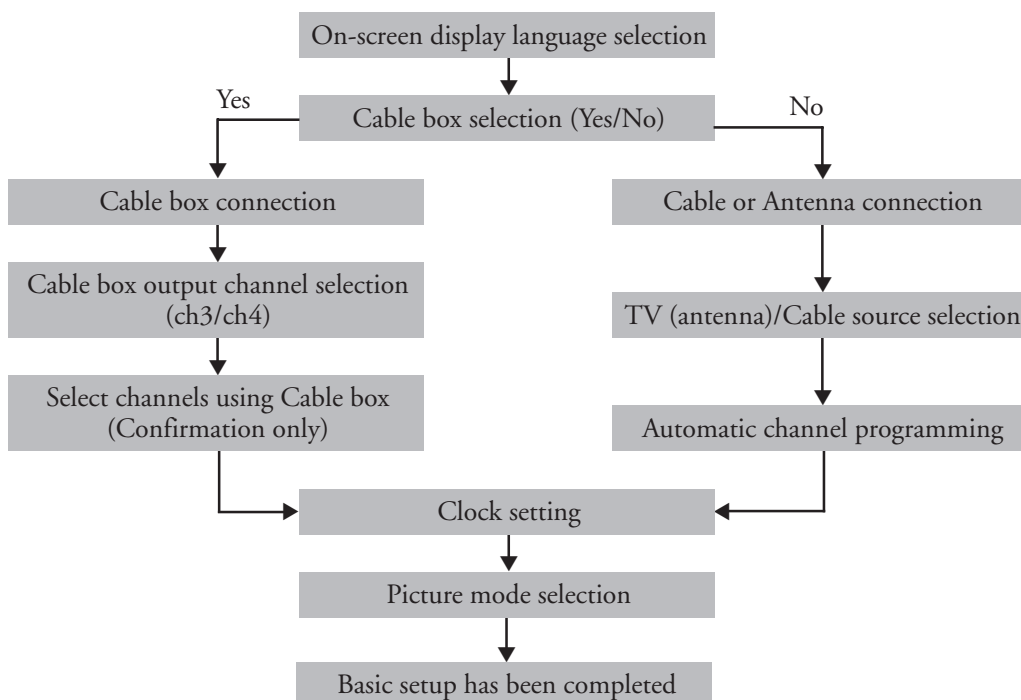 On-screen display language selection
Yes
Cable box selection (Yes/No)
No
Cable box connection
Cable or Antenna connection
Cable box output channel selection
(ch3/ch4)
TV (antenna)/Cable source selection
Select channels using Cable box
(Confirmation only)
Automatic channel programming
Clock setting
Picture mode selection
Basic setup has been completed